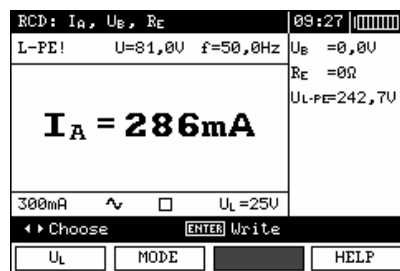 RCD: IA, UB, RE 09:27
L-PE! U=81,0V f=50,0Hz
UB =0,0V
RE =0Ω
UL-PE=242,7V
IA = 286mA
300mA ∿ □ UL=25V
◂ ▸ Choose ENTER Write
UL MODE HELP